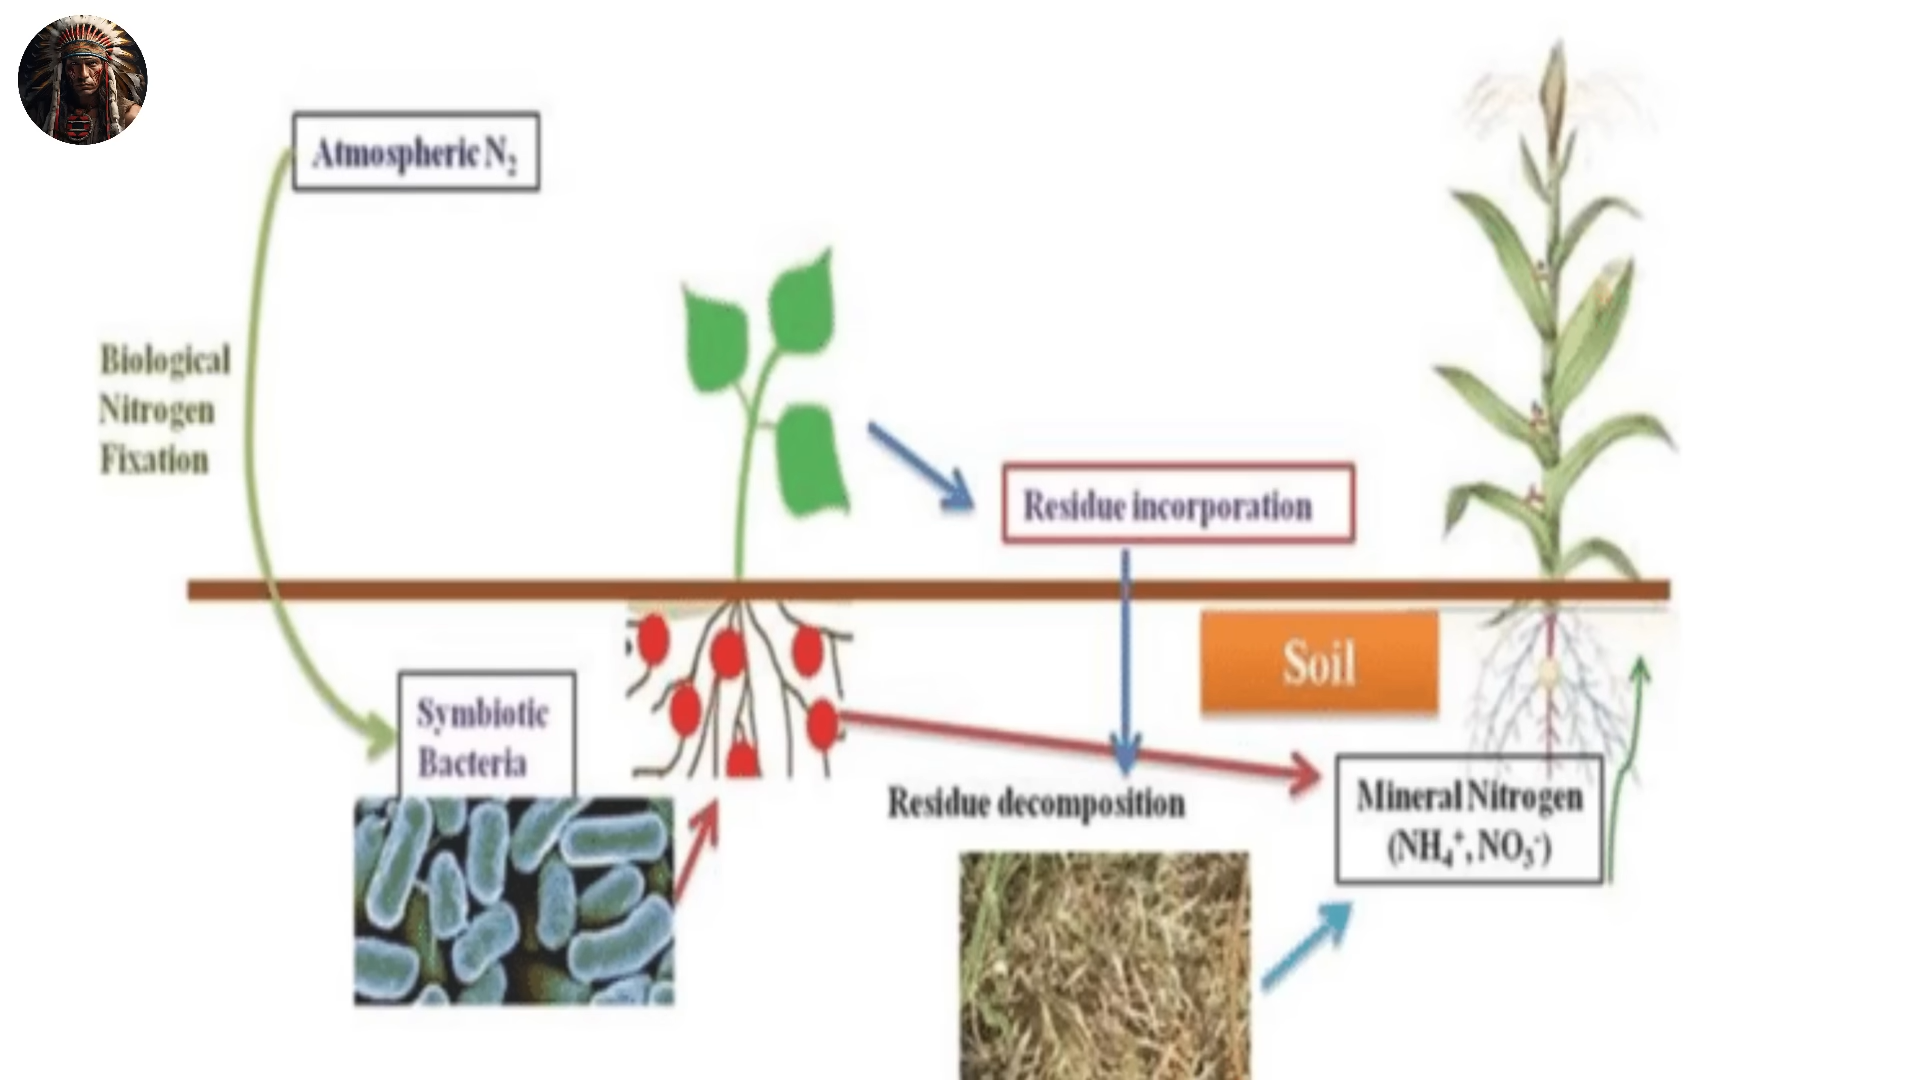 Atmospheric N₂
Biological
Nitrogen
Fixation
Residue incorporation
Soil
Symbiotic
Bacteria
Residue decomposition
Mineral Nitrogen
(NH₄⁺, NO₃⁻)